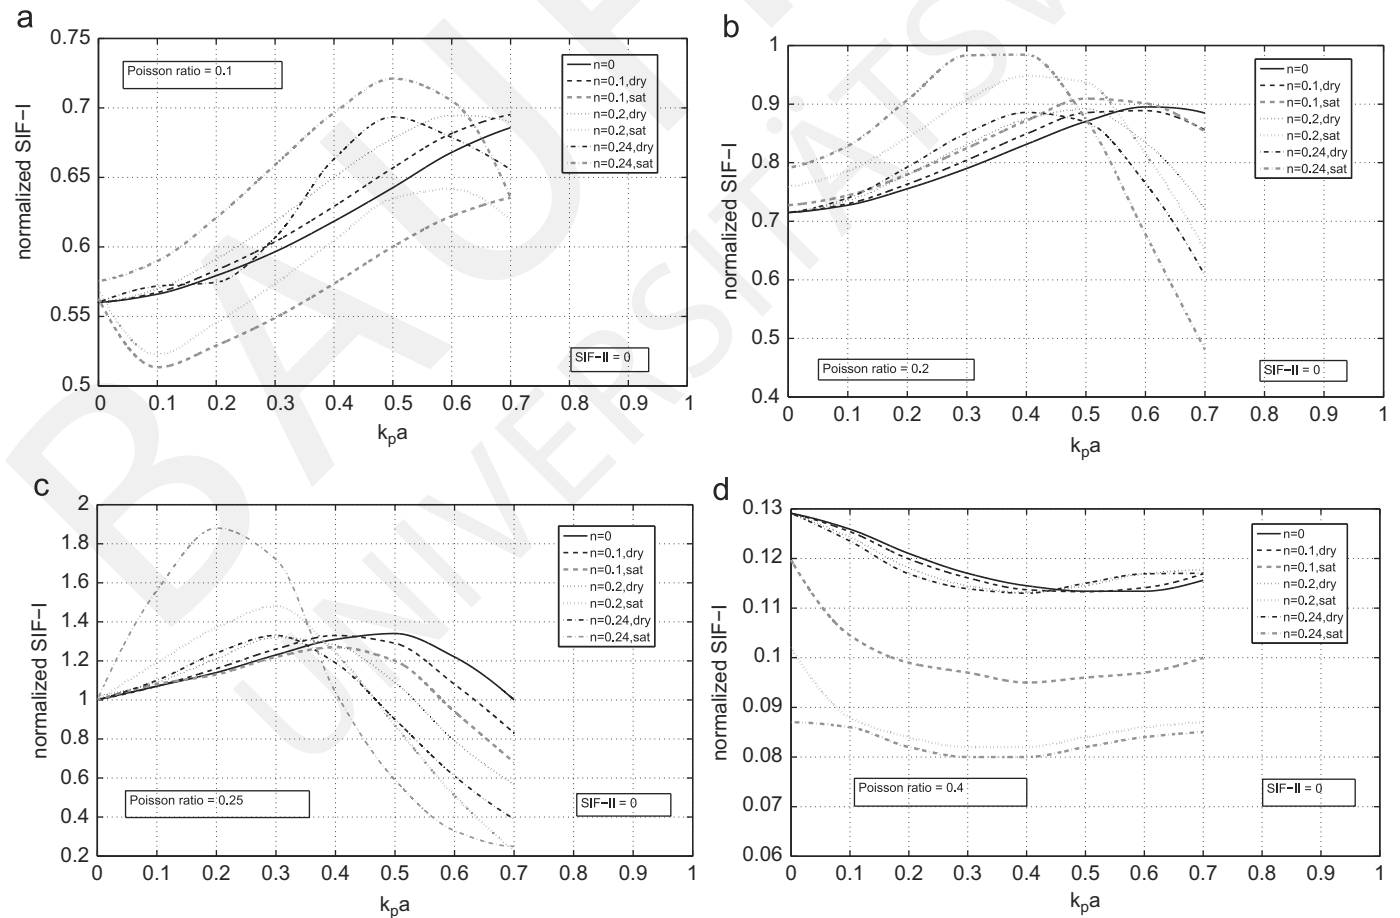 a
0.75
0.7
0.65
0.6
0.55
0.5
normalized SIF-I
Poisson ratio = 0.1
n=0
n=0.1,dry
n=0.1,sat
n=0.2,dry
n=0.2,sat
n=0.24,dry
n=0.24,sat
SIF-II = 0
0 0.1 0.2 0.3 0.4 0.5 0.6 0.7 0.8 0.9 1
kpa
b
1
0.9
0.8
0.7
0.6
0.5
0.4
normalized SIF-I
n=0
n=0.1,dry
n=0.1,sat
n=0.2,dry
n=0.2,sat
n=0.24,dry
n=0.24,sat
Poisson ratio = 0.2
SIF-II = 0
0 0.1 0.2 0.3 0.4 0.5 0.6 0.7 0.8 0.9 1
kpa
c
2
1.8
1.6
1.4
1.2
1
0.8
0.6
0.4
0.2
normalized SIF-I
n=0
n=0.1,dry
n=0.1,sat
n=0.2,dry
n=0.2,sat
n=0.24,dry
n=0.24,sat
Poisson ratio = 0.25
SIF-II = 0
0 0.1 0.2 0.3 0.4 0.5 0.6 0.7 0.8 0.9 1
kpa
d
0.13
0.12
0.11
0.1
0.09
0.08
0.07
0.06
normalized SIF-I
n=0
n=0.1,dry
n=0.1,sat
n=0.2,dry
n=0.2,sat
n=0.24,dry
n=0.24,sat
Poisson ratio = 0.4
SIF-II = 0
0 0.1 0.2 0.3 0.4 0.5 0.6 0.7 0.8 0.9 1
kpa
BAU
UNIVERSITÄTS